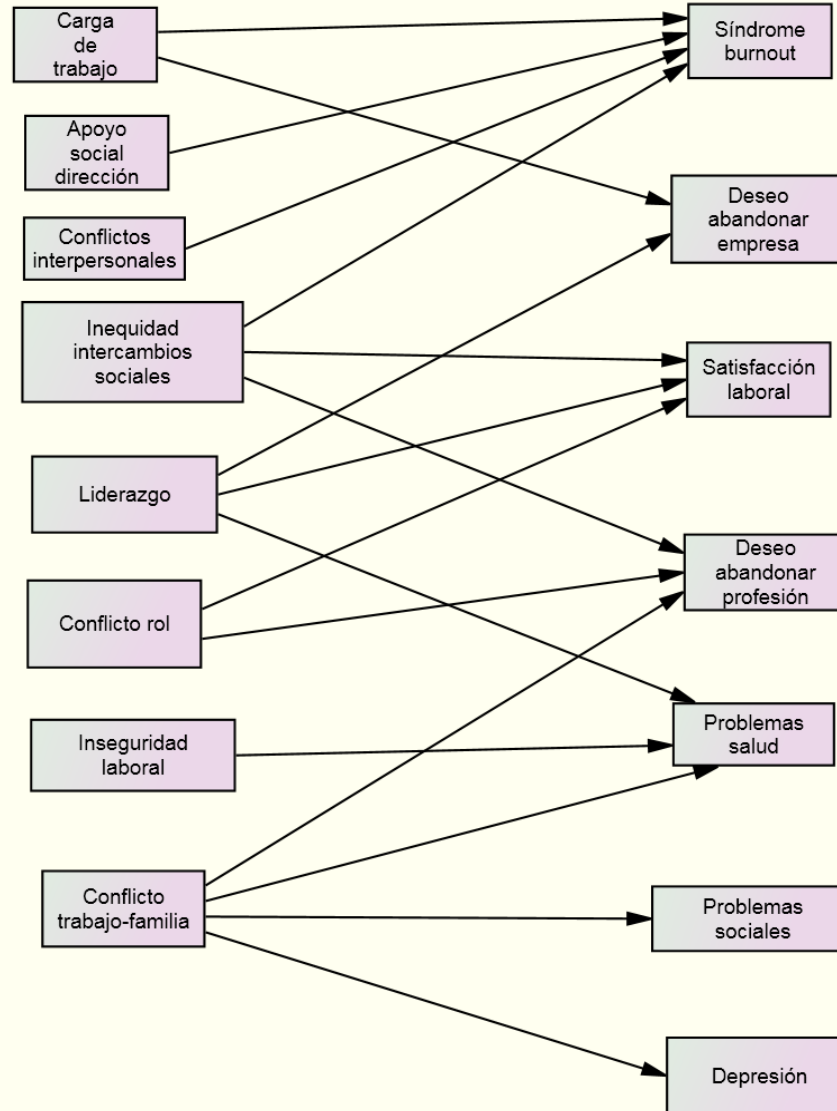 Carga
de
trabajo
Apoyo
social
dirección
Conflictos
interpersonales
Inequidad
intercambios
sociales
Liderazgo
Conflicto rol
Inseguridad
laboral
Conflicto
trabajo-familia
Síndrome
burnout
Deseo
abandonar
empresa
Satisfacción
laboral
Deseo
abandonar
profesión
Problemas
salud
Problemas
sociales
Depresión